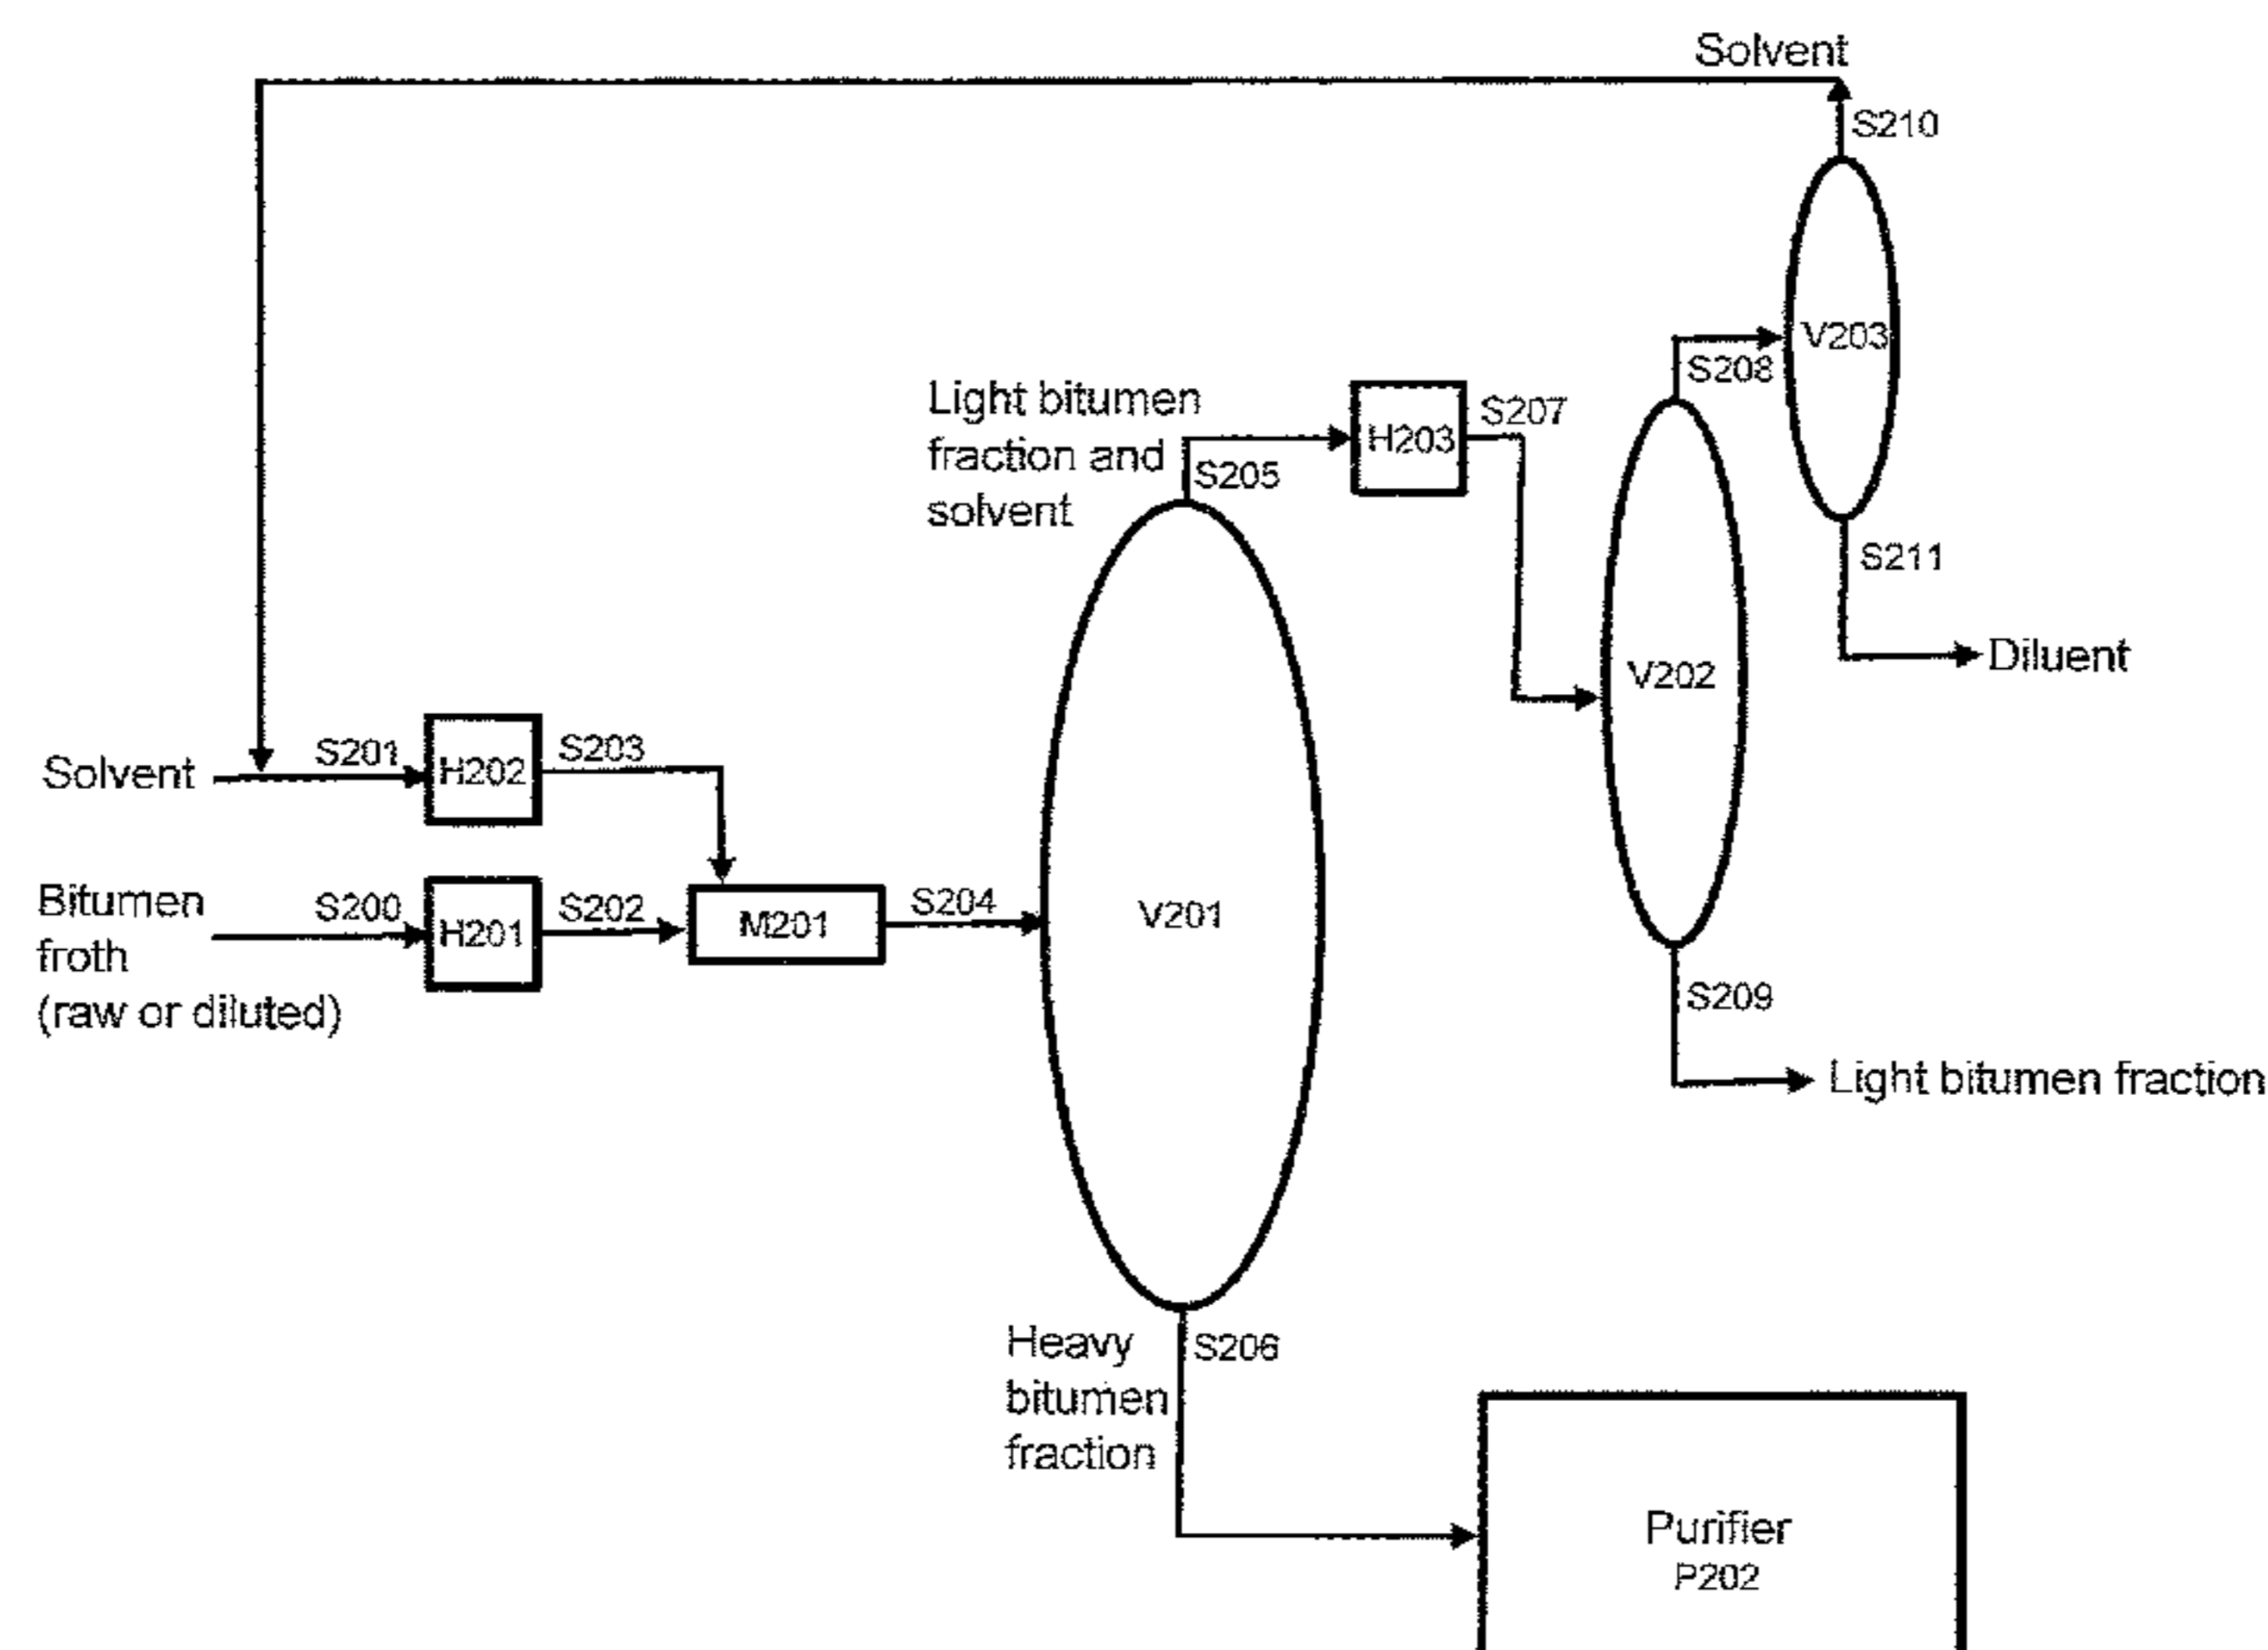 Solvent
S210
V203
S208
Light bitumen
fraction and
solvent
S205
H203
S207
S211
Diluent
V202
Solvent
S201
H202
S203
Bitumen
froth
(raw or diluted)
S200
H201
S202
M201
S204
V201
S209
Light bitumen fraction
Heavy
bitumen
fraction
S206
Purifier
P202